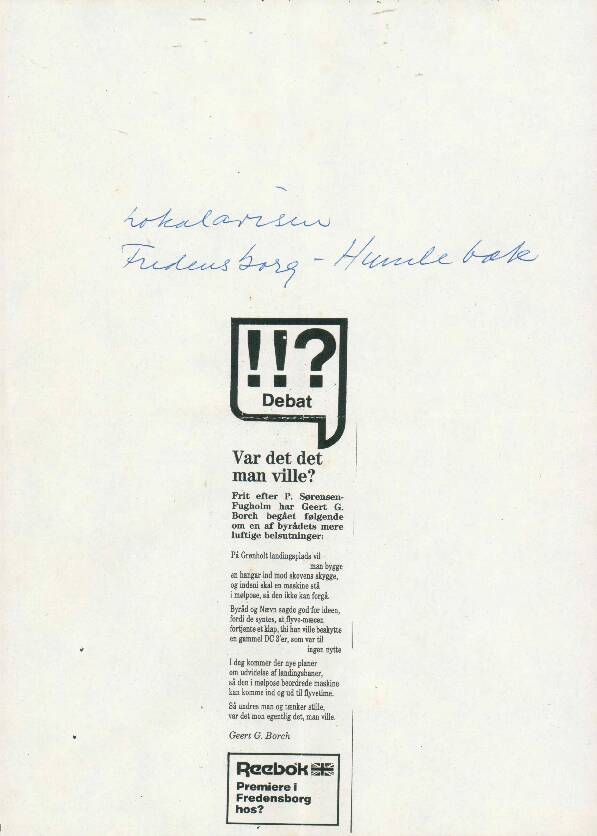 Lokalavisen
Fredensborg - Humlebæk
!!?
Debat
Var det det
man ville?
Frit efter P. Sørensen-
Fugholm har Geert G.
Borch begået følgende
om en af byrådets mere
luftige belsutninger:
På Grønholt landingsplads vil
man bygge
en hangar ind mod skovens skygge,
og indeni skal en maskine stå
i mølpose, så den ikke kan forgå.
Byråd og Nævn sagde god for ideen,
fordi de syntes, at flyve-mæcen
fortjente et klap, thi han ville beskytte
en gammel DC 3'er, som var til
ingen nytte
I dag kommer der nye planer
om udvidelse af landingsbaner,
så den i mølpose beordrede maskine
kan komme ind og ud til flyvetime.
Så undres man og tænker stille,
var det mon egentlig det, man ville.
Geert G. Borch
Reebok
Premiere i
Fredensborg
hos?